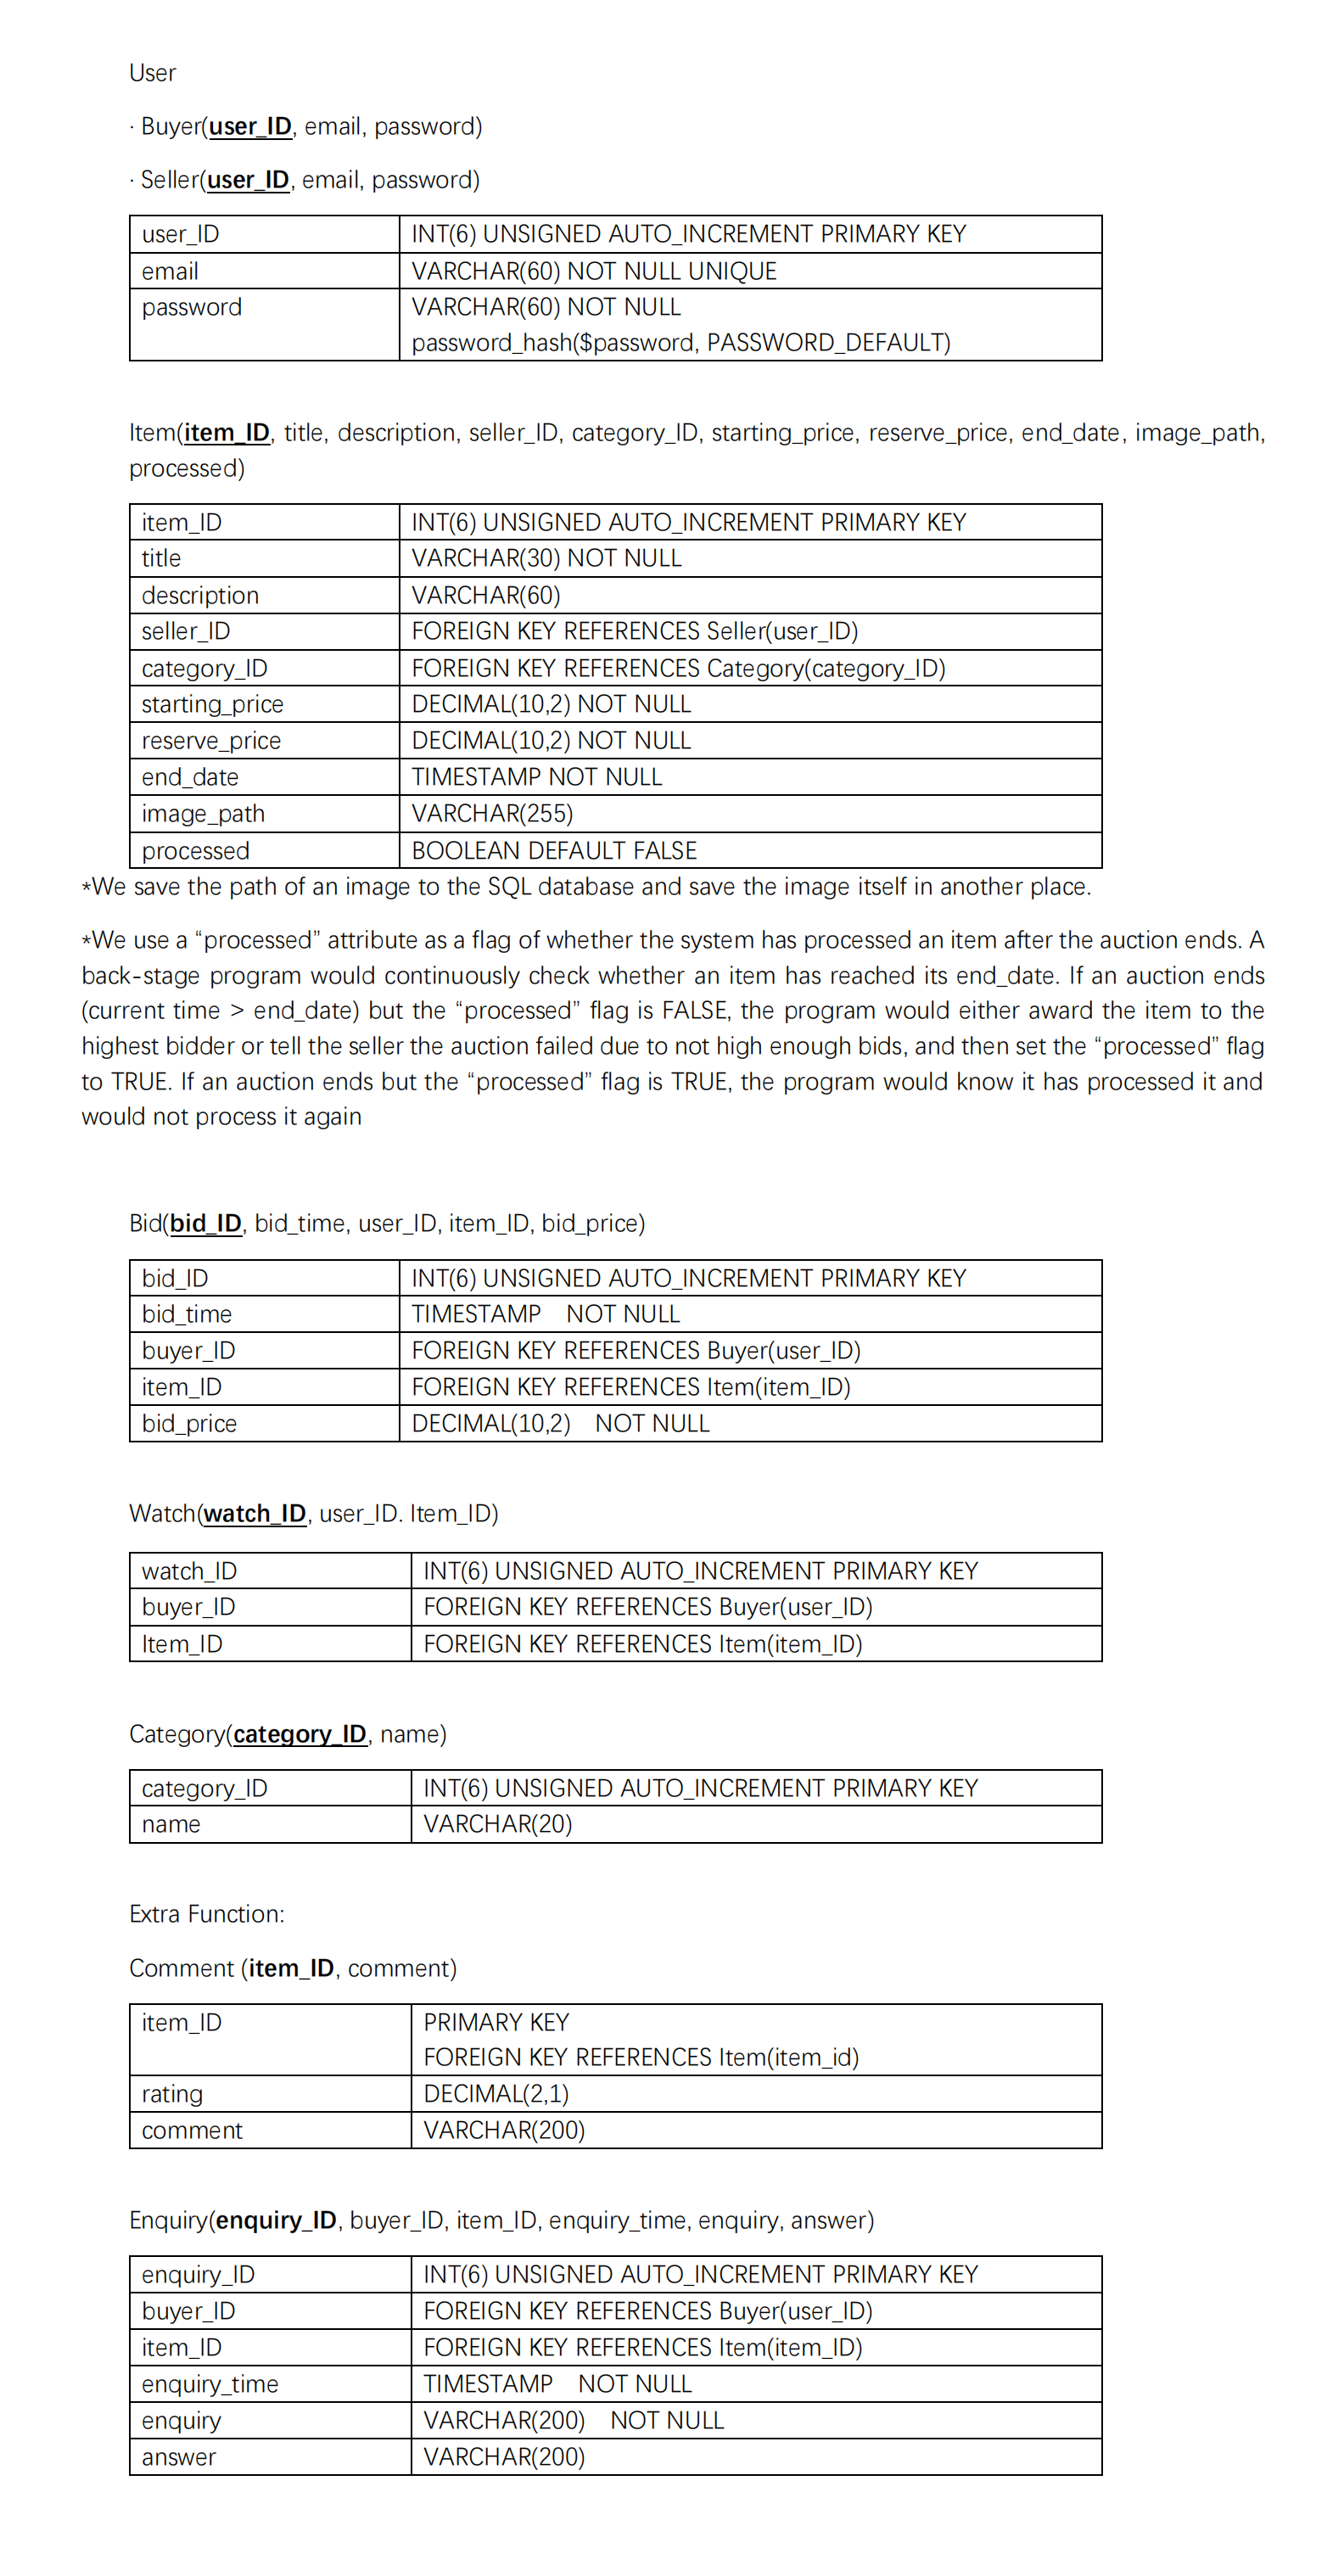 User
· Buyer(user_ID, email, password)
· Seller(user_ID, email, password)
user_ID INT(6) UNSIGNED AUTO_INCREMENT PRIMARY KEY
email VARCHAR(60) NOT NULL UNIQUE
password VARCHAR(60) NOT NULL
password_hash($password, PASSWORD_DEFAULT)
Item(item_ID, title, description, seller_ID, category_ID, starting_price, reserve_price, end_date, image_path,
processed)
item_ID INT(6) UNSIGNED AUTO_INCREMENT PRIMARY KEY
title VARCHAR(30) NOT NULL
description VARCHAR(60)
seller_ID FOREIGN KEY REFERENCES Seller(user_ID)
category_ID FOREIGN KEY REFERENCES Category(category_ID)
starting_price DECIMAL(10,2) NOT NULL
reserve_price DECIMAL(10,2) NOT NULL
end_date TIMESTAMP NOT NULL
image_path VARCHAR(255)
processed BOOLEAN DEFAULT FALSE
*We save the path of an image to the SQL database and save the image itself in another place.
*We use a “processed” attribute as a flag of whether the system has processed an item after the auction ends. A
back-stage program would continuously check whether an item has reached its end_date. If an auction ends
(current time > end_date) but the “processed” flag is FALSE, the program would either award the item to the
highest bidder or tell the seller the auction failed due to not high enough bids, and then set the “processed” flag
to TRUE. If an auction ends but the “processed” flag is TRUE, the program would know it has processed it and
would not process it again
Bid(bid_ID, bid_time, user_ID, item_ID, bid_price)
bid_ID INT(6) UNSIGNED AUTO_INCREMENT PRIMARY KEY
bid_time TIMESTAMP NOT NULL
buyer_ID FOREIGN KEY REFERENCES Buyer(user_ID)
item_ID FOREIGN KEY REFERENCES Item(item_ID)
bid_price DECIMAL(10,2) NOT NULL
Watch(watch_ID, user_ID. Item_ID)
watch_ID INT(6) UNSIGNED AUTO_INCREMENT PRIMARY KEY
buyer_ID FOREIGN KEY REFERENCES Buyer(user_ID)
Item_ID FOREIGN KEY REFERENCES Item(item_ID)
Category(category_ID, name)
category_ID INT(6) UNSIGNED AUTO_INCREMENT PRIMARY KEY
name VARCHAR(20)
Extra Function:
Comment (item_ID, comment)
item_ID PRIMARY KEY
FOREIGN KEY REFERENCES Item(item_id)
rating DECIMAL(2,1)
comment VARCHAR(200)
Enquiry(enquiry_ID, buyer_ID, item_ID, enquiry_time, enquiry, answer)
enquiry_ID INT(6) UNSIGNED AUTO_INCREMENT PRIMARY KEY
buyer_ID FOREIGN KEY REFERENCES Buyer(user_ID)
item_ID FOREIGN KEY REFERENCES Item(item_ID)
enquiry_time TIMESTAMP NOT NULL
enquiry VARCHAR(200) NOT NULL
answer VARCHAR(200)